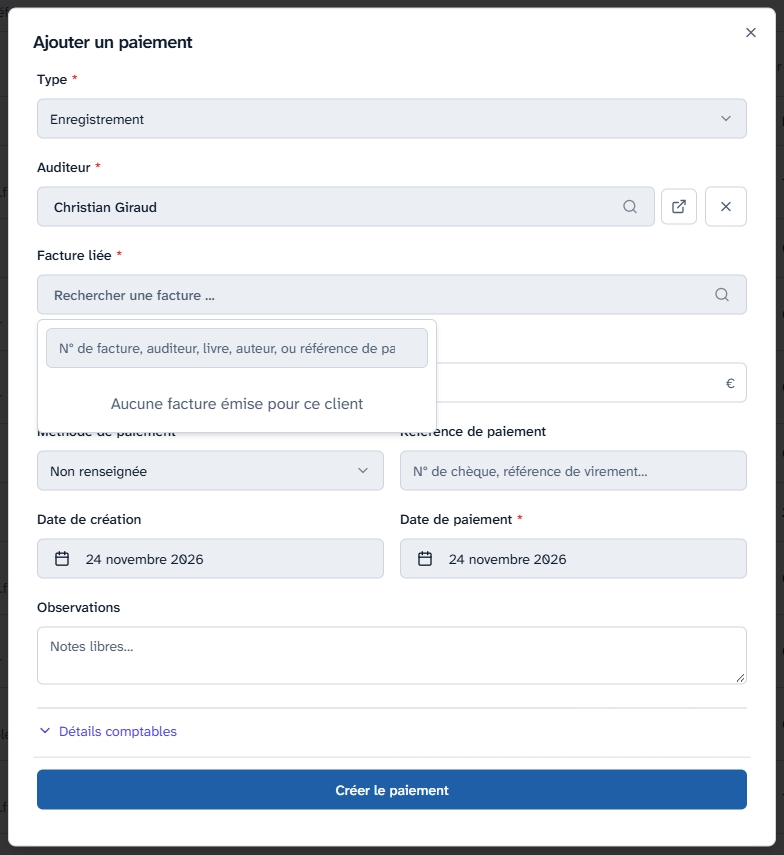 Ajouter un paiement
Type *
Enregistrement
Auditeur *
Christian Giraud
Facture liée *
Rechercher une facture ...
N° de facture, auditeur, livre, auteur, ou référence de pa
Aucune facture émise pour ce client
€
Méthode de paiement
Référence de paiement
Non renseignée
N° de chèque, référence de virement...
Date de création
Date de paiement *
24 novembre 2026
24 novembre 2026
Observations
Notes libres...
Détails comptables
Créer le paiement